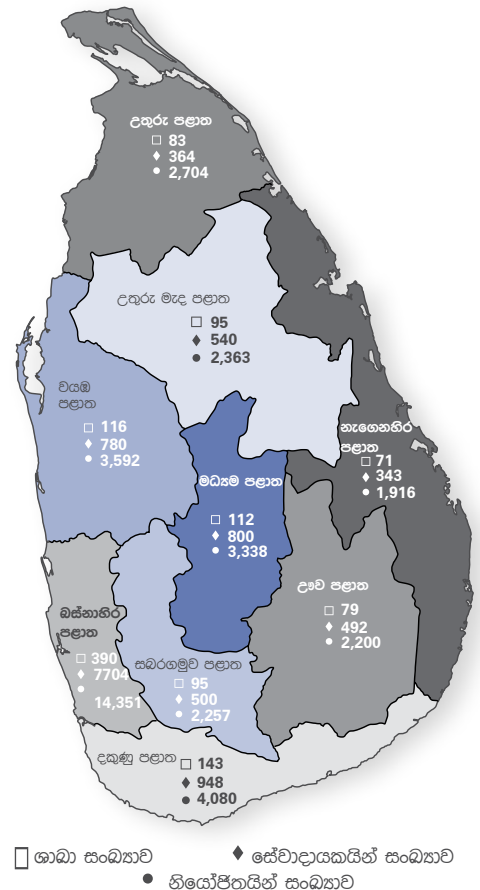 උතුරු පළාත
□ 83
♦ 364
● 2,704
උතුරු මැද පළාත
□ 95
♦ 540
● 2,363
වයඹ
පළාත
□ 116
♦ 780
● 3,592
නැගෙනහිර
පළාත
□ 71
♦ 343
● 1,916
මධ්‍යම පළාත
□ 112
♦ 800
● 3,338
ඌව පළාත
□ 79
♦ 492
● 2,200
බස්නාහිර
පළාත
□ 390
♦ 7704
● 14,351
සබරගමුව පළාත
□ 95
♦ 500
● 2,257
දකුණු පළාත
□ 143
♦ 948
● 4,080
□ ශාඛා සංඛ්‍යාව ♦ සේවාදායකයින් සංඛ්‍යාව
● නියෝජිතයින් සංඛ්‍යාව